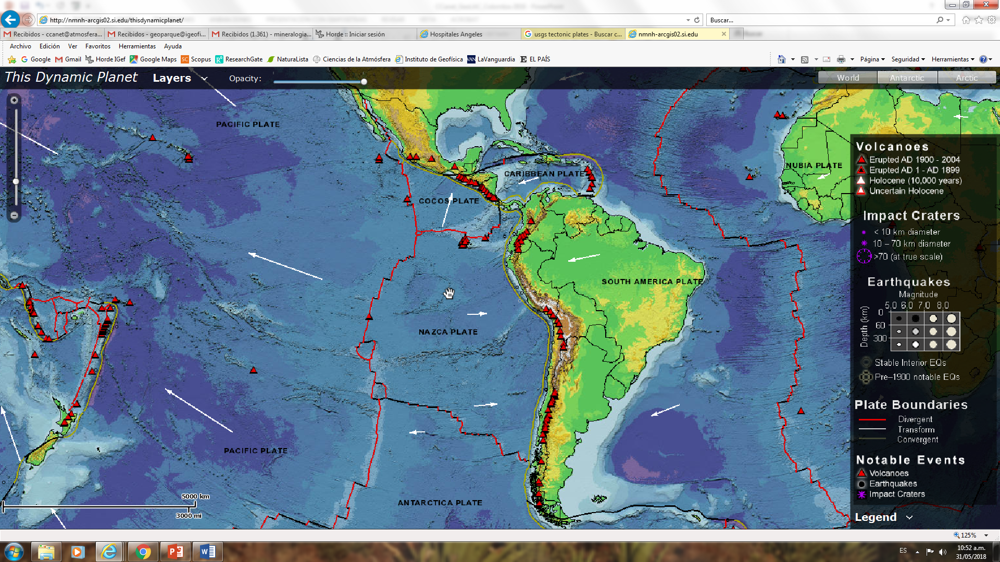 http://nmnh-arcgis02.si.edu/thisdynamicplanet/
Buscar...
Recibidos - ccanet@atmosfera...
Recibidos - geoparque@igeofi...
Recibidos (1.361) - mineralogia...
Horde :: Iniciar sesión
Hospitales Angeles
usgs tectonic plates - Buscar c...
nmnh-arcgis02.si.edu
Archivo Edición Ver Favoritos Herramientas Ayuda
Google Gmail Horde IGef Google Maps Scopus ResearchGate NaturaLista Ciencias de la Atmósfera Instituto de Geofísica LaVanguardia EL PAÍS
Página Seguridad Herramientas
This Dynamic Planet Layers Opacity:
World Antarctic Arctic
PACIFIC PLATE
CARIBBEAN PLATE
NUBIA PLATE
COCOS PLATE
SOUTH AMERICA PLATE
NAZCA PLATE
PACIFIC PLATE
ANTARCTICA PLATE
5000 km
3000 mi
Volcanoes
Erupted AD 1900 - 2004
Erupted AD 1 - AD 1899
Holocene (10,000 years)
Uncertain Holocene
Impact Craters
< 10 km diameter
10 – 70 km diameter
>70 (at true scale)
Earthquakes
Magnitude
5.0 6.0 7.0 8.0
Depth (km)
0
60
300
Stable Interior EQs
Pre–1900 notable EQs
Plate Boundaries
Divergent
Transform
Convergent
Notable Events
Volcanoes
Earthquakes
Impact Craters
Legend
125%
ES
10:52 a.m.
31/05/2018